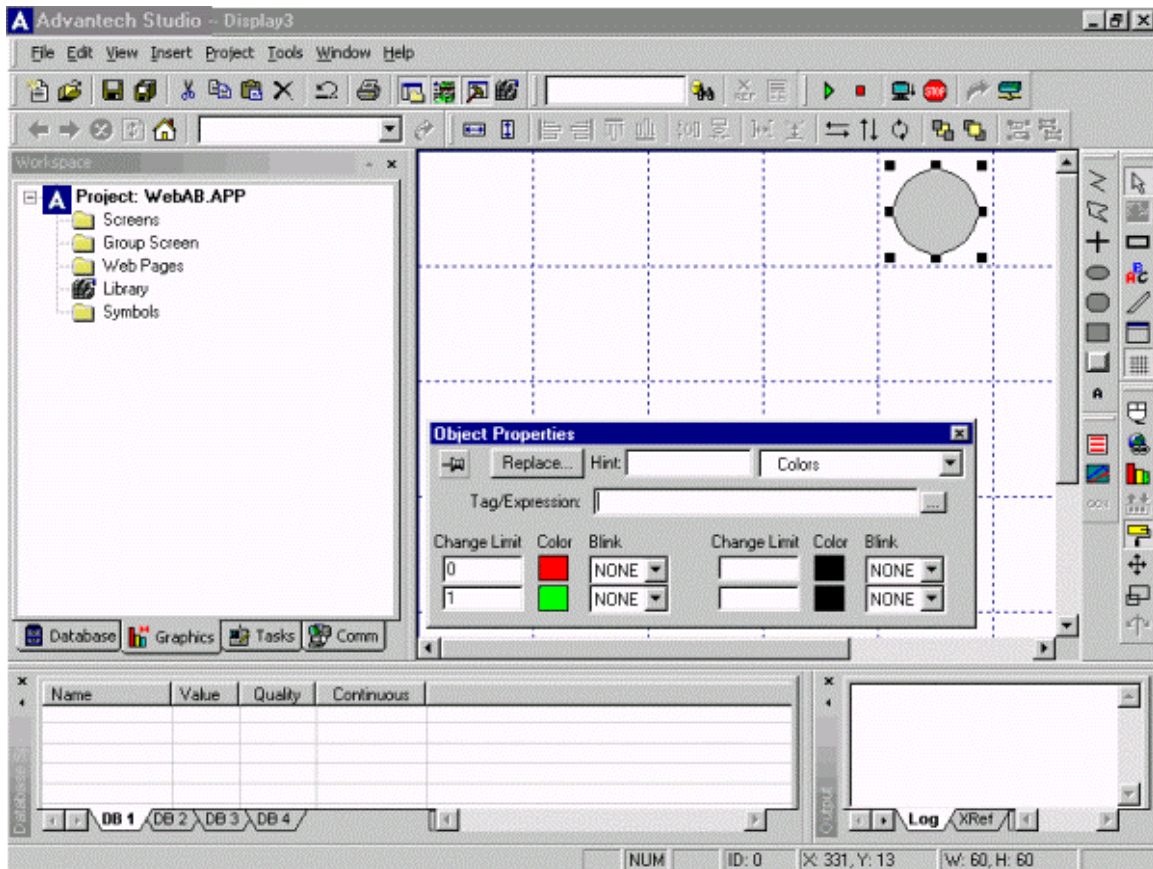 Advantech Studio - Display3
File Edit View Insert Project Tools Window Help
X REF
STOP
Workspace
Project: WebAB.APP
Screens
Group Screen
Web Pages
Library
Symbols
Database Graphics Tasks Comm
A B C
A
Object Properties
Replace... Hint: Colors
Tag/Expression: ...
Change Limit Color Blink Change Limit Color Blink
0 NONE NONE
1 NONE NONE
Name Value Quality Continuous
DB 1 DB 2 DB 3 DB 4
Output
Log XRef
NUM ID: 0 X: 331, Y: 13 W: 60, H: 60